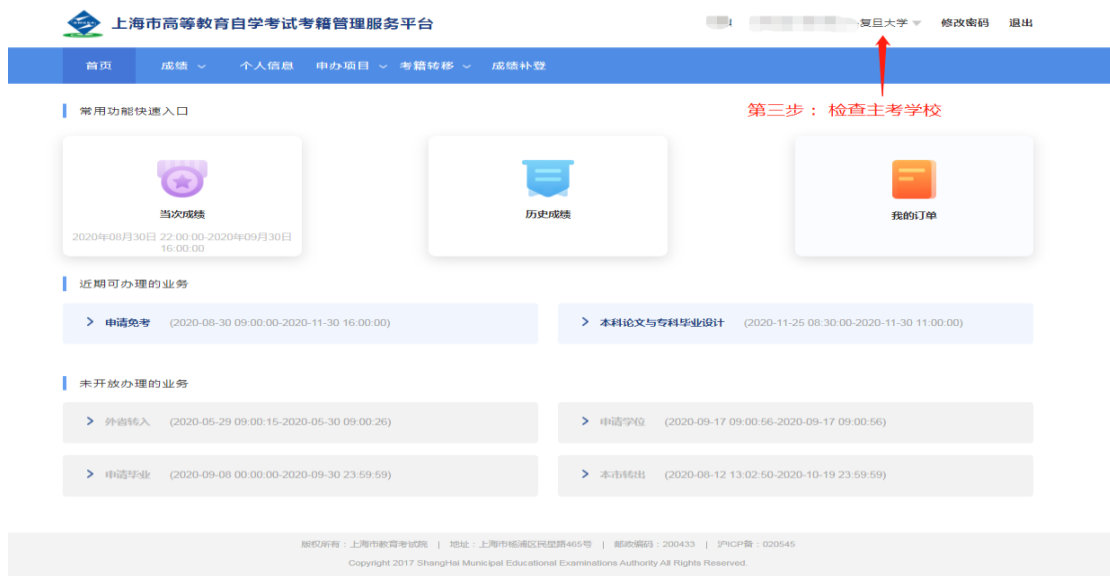 上海市高等教育自学考试考籍管理服务平台
复旦大学 修改密码 退出
首页 成绩 个人信息 申办项目 考籍转移 成绩补登
第三步： 检查主考学校
常用功能快速入口
当次成绩
2020年08月30日 22:00:00-2020年09月30日
16:00:00
历史成绩
我的订单
近期可办理的业务
申请免考 (2020-08-30 09:00:00-2020-11-30 16:00:00)
本科论文与专科毕业设计 (2020-11-25 08:30:00-2020-11-30 11:00:00)
未开放办理的业务
外省转入 (2020-05-29 09:00:15-2020-05-30 09:00:26)
申请学位 (2020-09-17 09:00:56-2020-09-17 09:00:56)
申请毕业 (2020-09-08 00:00:00-2020-09-30 23:59:59)
本市转出 (2020-08-12 13:02:50-2020-10-19 23:59:59)
版权所有：上海市教育考试院 | 地址：上海市杨浦区民星路465号 | 邮政编码：200433 | 沪ICP备：020545
Copyright 2017 ShangHai Municipal Educational Examinations Authority All Rights Reserved.